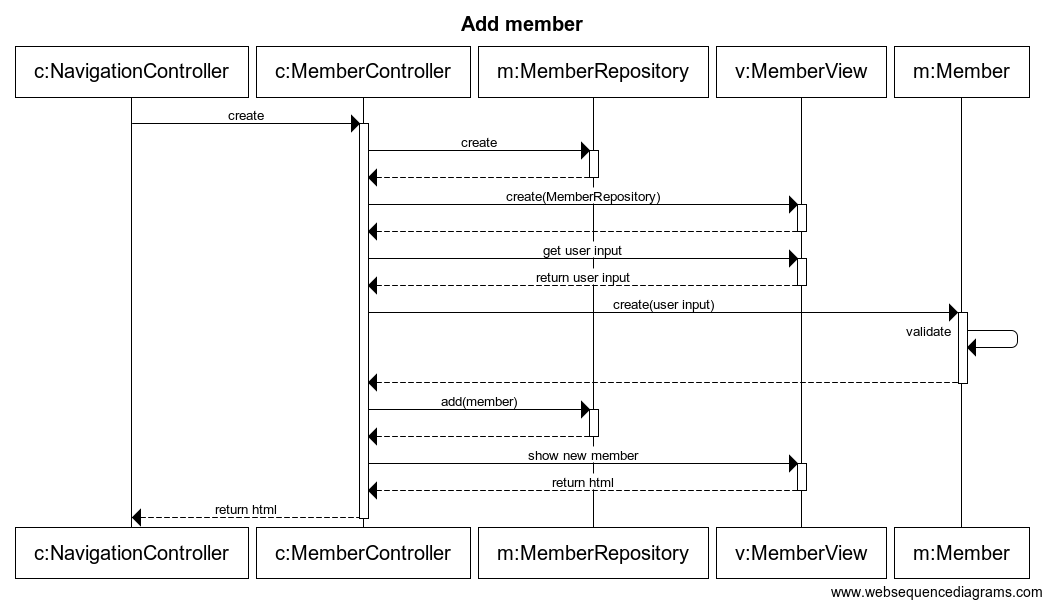 Add member
c:NavigationController c:MemberController m:MemberRepository v:MemberView m:Member
create
create
create(MemberRepository)
get user input
return user input
create(user input)
validate
add(member)
show new member
return html
return html
c:NavigationController c:MemberController m:MemberRepository v:MemberView m:Member
www.websequencediagrams.com